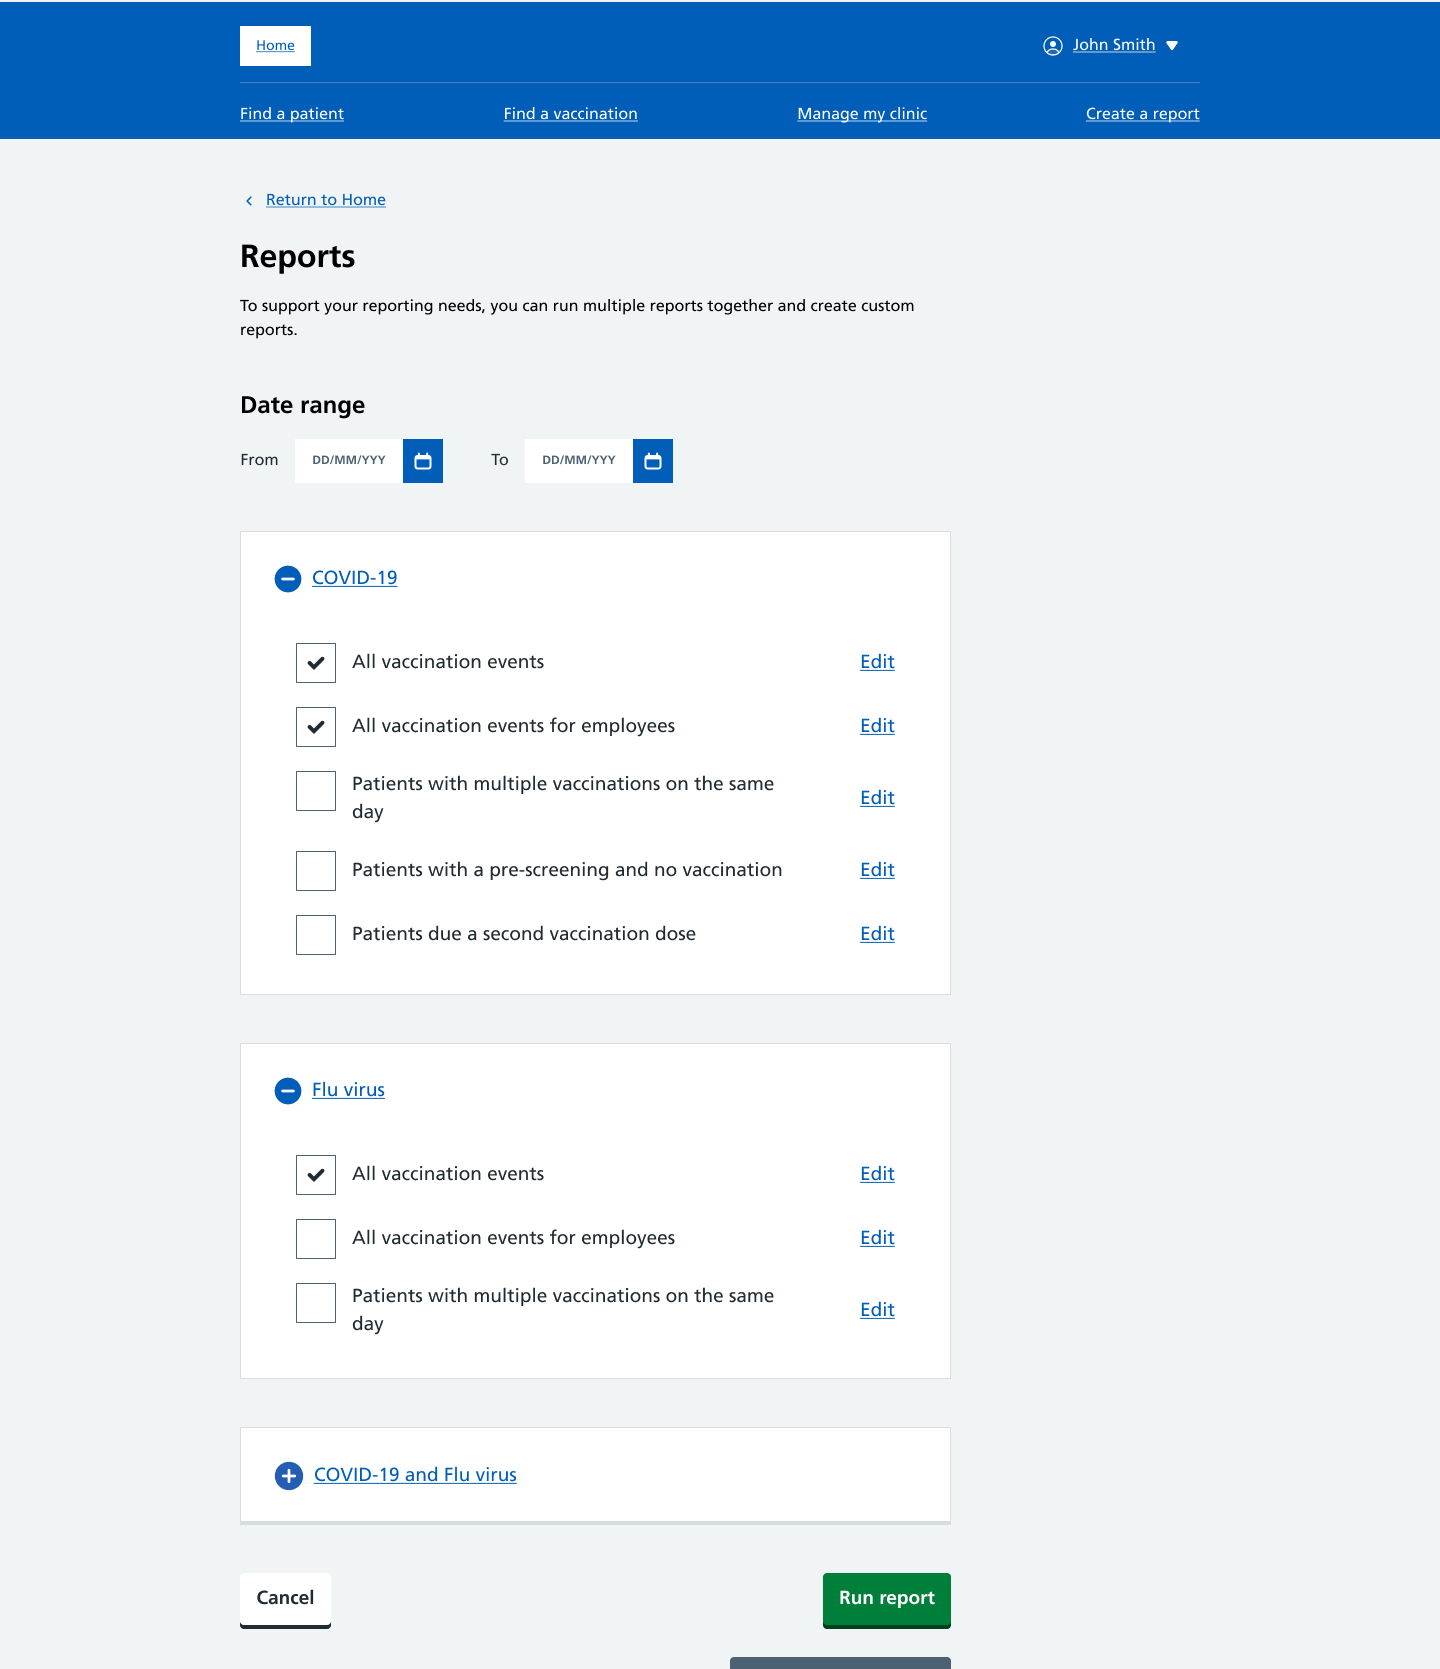 Home
John Smith
Find a patient
Find a vaccination
Manage my clinic
Create a report
Return to Home
Reports
To support your reporting needs, you can run multiple reports together and create custom
reports.
Date range
From
DD/MM/YYY
To
DD/MM/YYY
COVID-19
All vaccination events
Edit
All vaccination events for employees
Edit
Patients with multiple vaccinations on the same
day
Edit
Patients with a pre-screening and no vaccination
Edit
Patients due a second vaccination dose
Edit
Flu virus
All vaccination events
Edit
All vaccination events for employees
Edit
Patients with multiple vaccinations on the same
day
Edit
COVID-19 and Flu virus
Cancel
Run report